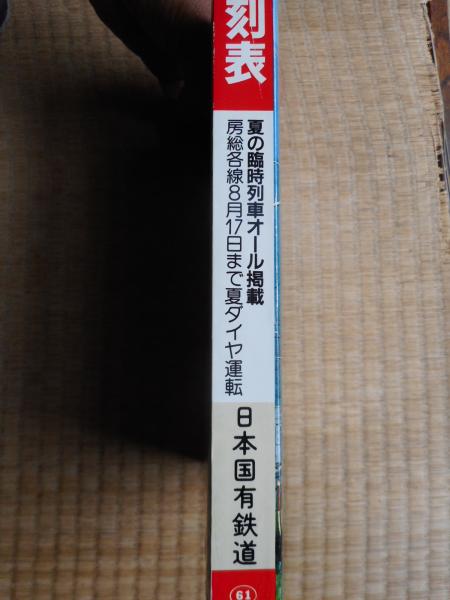 刻表
夏の臨時列車オール掲載
房総各線8月17日まで夏ダイヤ運転
日本国有鉄道
61